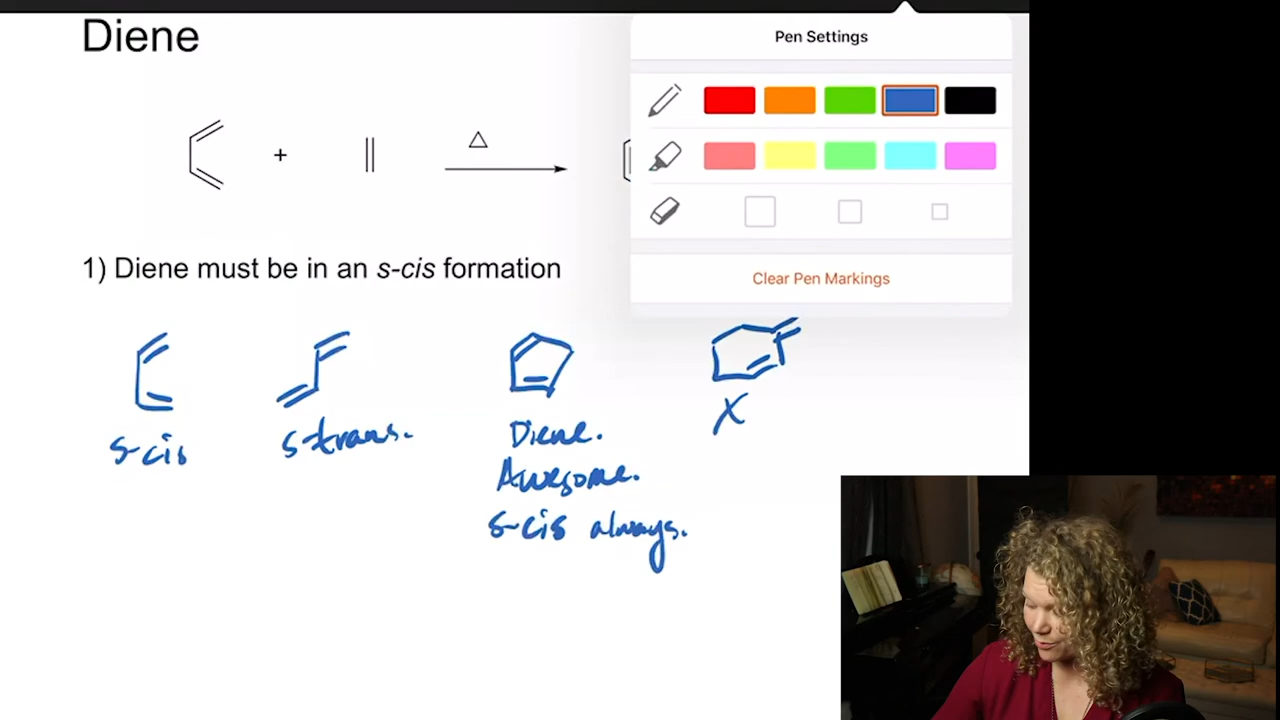 Diene
Pen Settings
+
1) Diene must be in an s-cis formation
Clear Pen Markings
s-cis
s-trans.
Diene.
Awesome.
s-cis always.
X